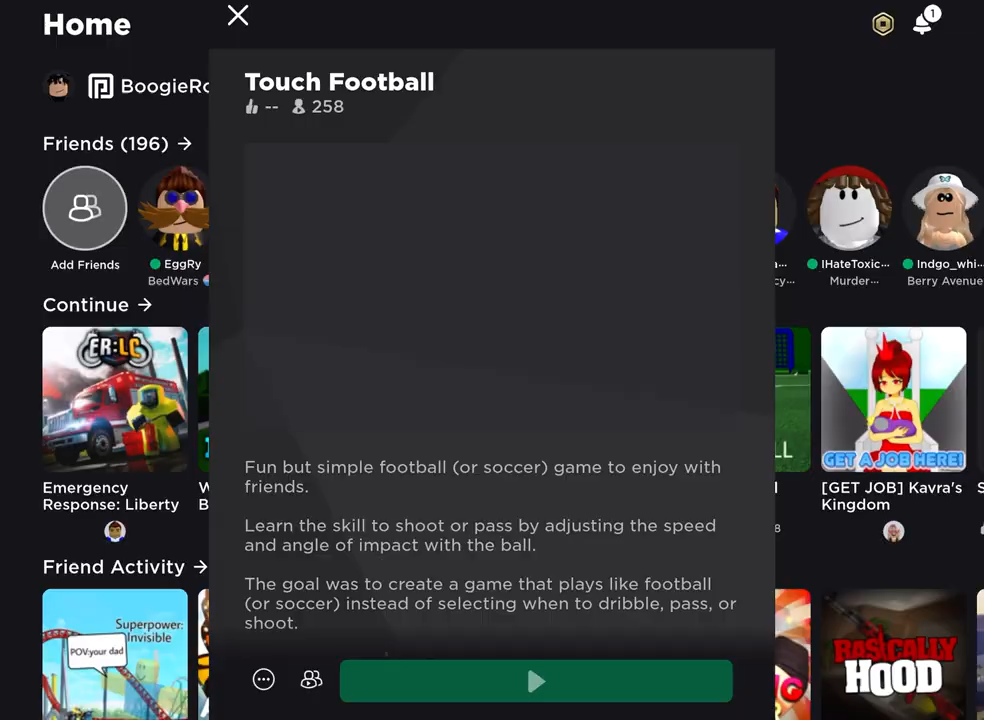 Home
1
BoogieRo
Touch Football
-- 258
Friends (196) →
Add Friends
EggRy
BedWars
IHateToxic...
Murder...
Indgo_whi...
Berry Avenue
Continue →
ER:LC
Emergency
Response: Liberty
GET A JOB HERE!
[GET JOB] Kavra's
Kingdom
Fun but simple football (or soccer) game to enjoy with
friends.
Learn the skill to shoot or pass by adjusting the speed
and angle of impact with the ball.
The goal was to create a game that plays like football
(or soccer) instead of selecting when to dribble, pass, or
shoot.
Friend Activity →
Superpower:
Invisible
POV:your dad
BASICALLY
HOOD